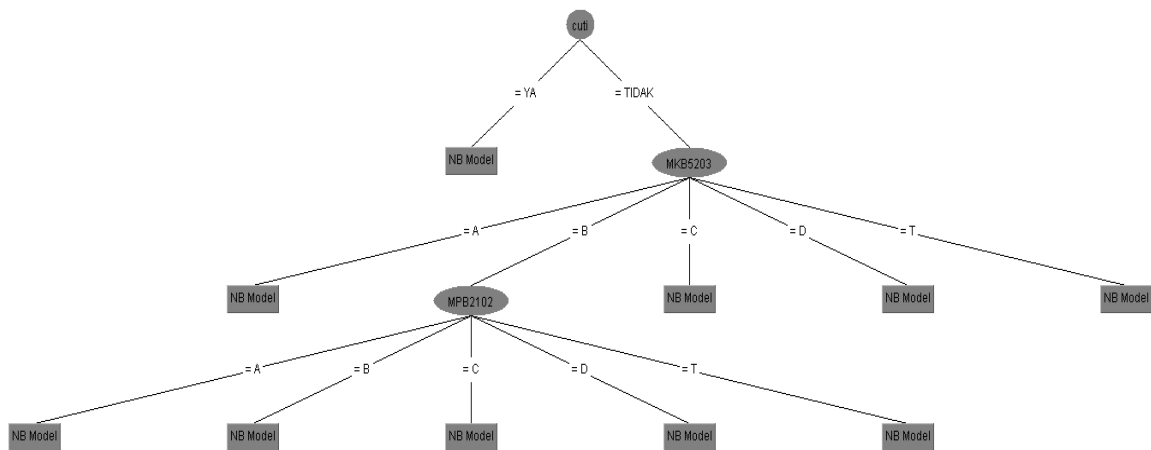 cuti
= YA
= TIDAK
NB Model
MKB5203
= A
= B
= C
= D
= T
NB Model
MPB2102
NB Model
NB Model
NB Model
= A
= B
= C
= D
= T
NB Model
NB Model
NB Model
NB Model
NB Model